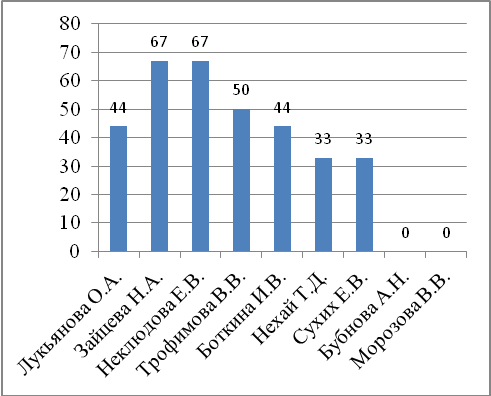 80
70
60
50
40
30
20
10
0
44
67
67
50
44
33
33
0
0
Лукьянова О.А.
Зайцева Н.А.
Неклюдова Е.В.
Трофимова В.В.
Боткина И.В.
Нехай Т.Д.
Сухих Е.В.
Бубнова А.Н.
Морозова В.В.